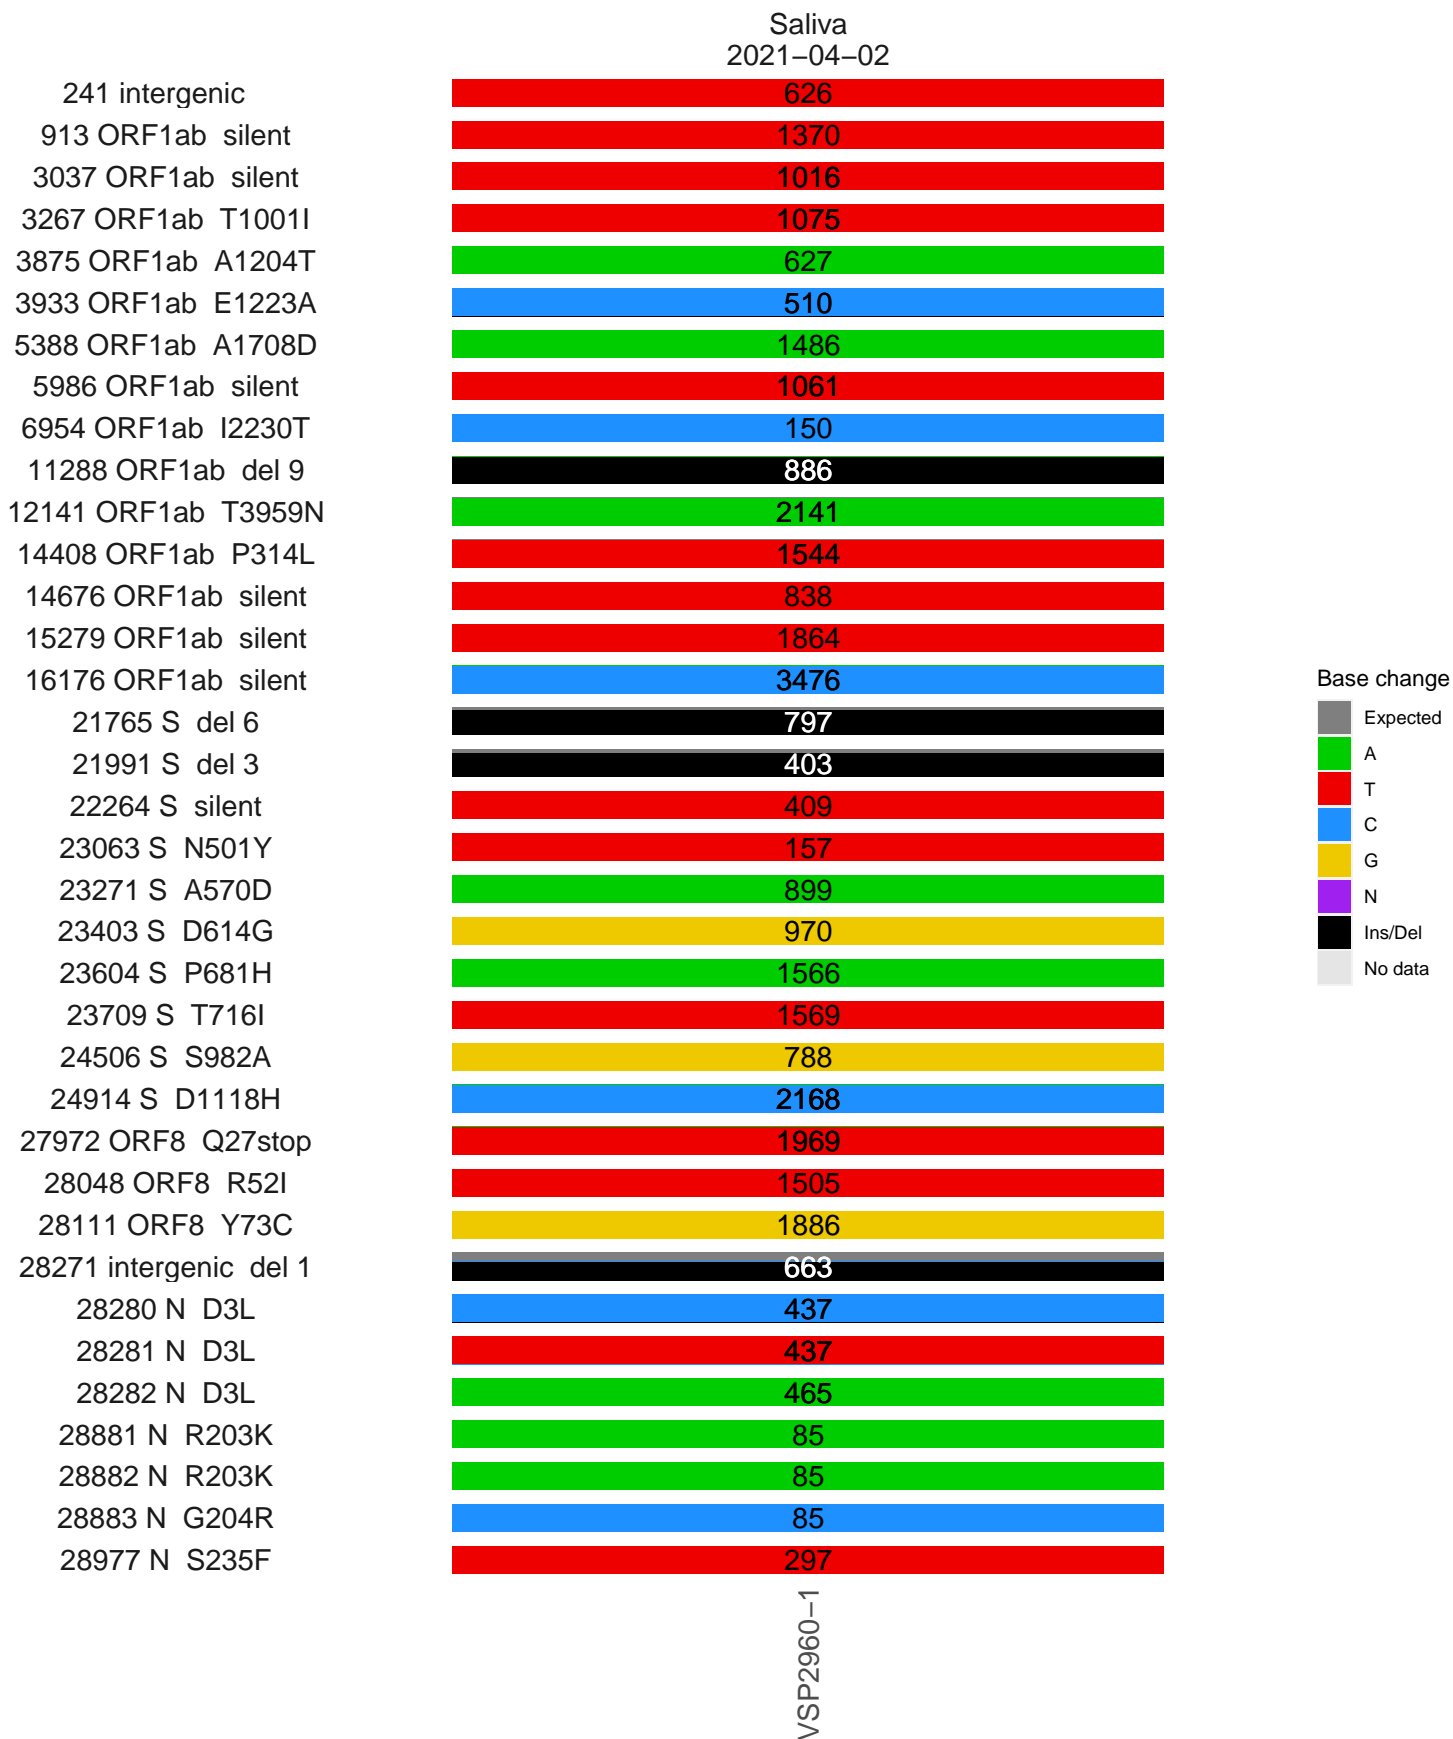 Saliva
2021−04−02
241 intergenic 626
913 ORF1ab silent 1370
3037 ORF1ab silent 1016
3267 ORF1ab T1001I 1075
3875 ORF1ab A1204T 627
3933 ORF1ab E1223A 510
5388 ORF1ab A1708D 1486
5986 ORF1ab silent 1061
6954 ORF1ab I2230T 150
11288 ORF1ab del 9 886
12141 ORF1ab T3959N 2141
14408 ORF1ab P314L 1544
14676 ORF1ab silent 838
15279 ORF1ab silent 1864
16176 ORF1ab silent 3476
21765 S del 6 797
21991 S del 3 403
22264 S silent 409
23063 S N501Y 157
23271 S A570D 899
23403 S D614G 970
23604 S P681H 1566
23709 S T716I 1569
24506 S S982A 788
24914 S D1118H 2168
27972 ORF8 Q27stop 1969
28048 ORF8 R52I 1505
28111 ORF8 Y73C 1886
28271 intergenic del 1 663
28280 N D3L 437
28281 N D3L 437
28282 N D3L 465
28881 N R203K 85
28882 N R203K 85
28883 N G204R 85
28977 N S235F 297
VSP2960−1
Base change
Expected
A
T
C
G
N
Ins/Del
No data